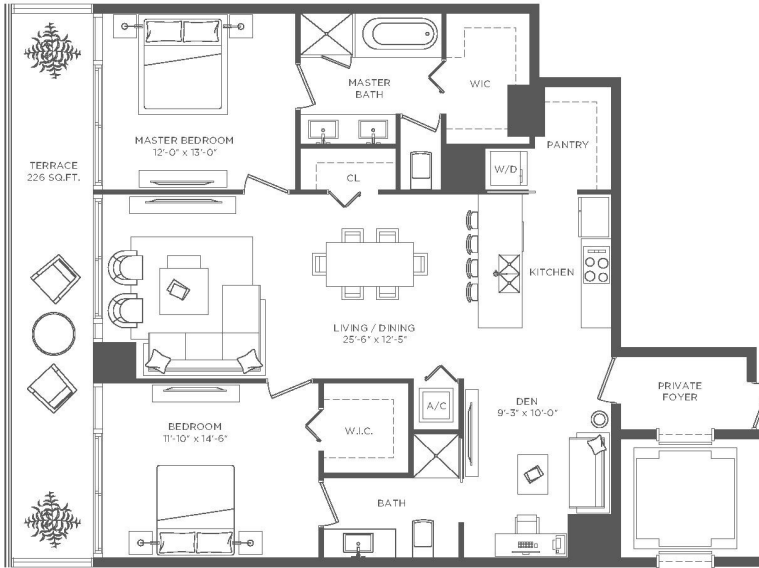 MASTER BEDROOM
12'-0" x 13'-0"
MASTER
BATH
WIC
PANTRY
W/D
TERRACE
226 SQ.FT.
CL
KITCHEN
LIVING / DINING
25'-6" x 12'-5"
A/C
DEN
9'-3" x 10'-0"
PRIVATE
FOYER
BEDROOM
11'-10" x 14'-6"
W.I.C.
BATH